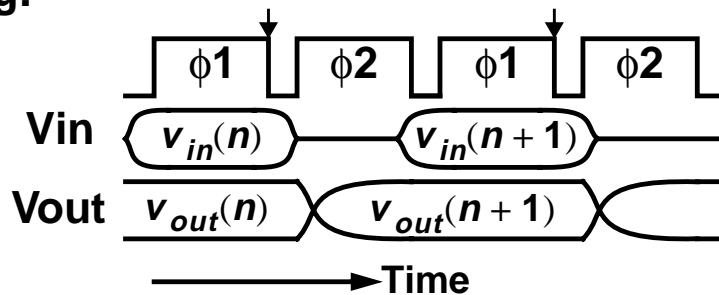 g.
ϕ1 ϕ2 ϕ1 ϕ2
Vin v_in(n) v_in(n + 1)
Vout v_out(n) v_out(n + 1)
Time